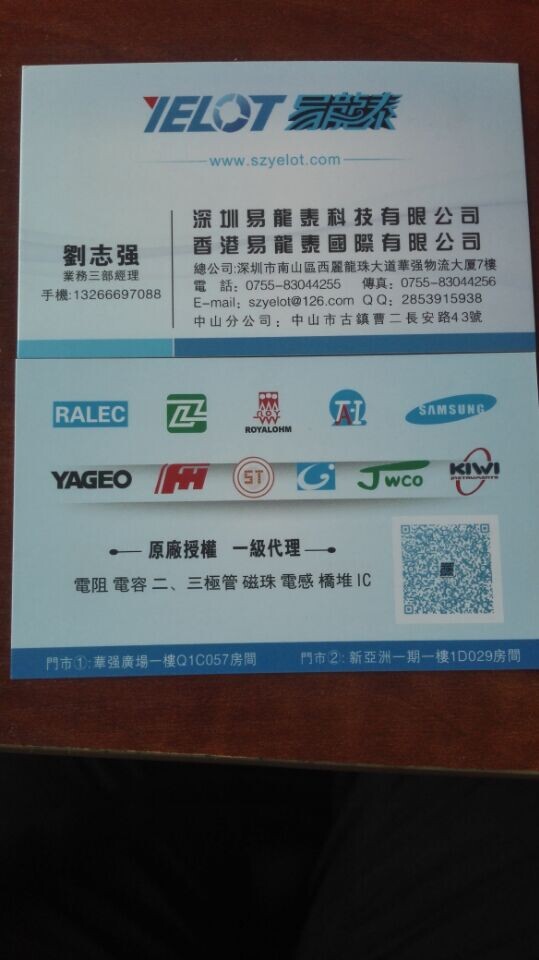 YELOT 易龍泰
www.szyelot.com
深圳易龍泰科技有限公司
香港易龍泰國際有限公司
劉志强
業務三部經理
手機:13266697088
總公司:深圳市南山區西麗龍珠大道華强物流大厦7樓
電 話: 0755-83044255 傳真: 0755-83044256
E-mail: szyelot@126.com Q Q: 2853915938
中山分公司: 中山市古鎮曹二長安路43號
RALEC ROYALOHM SAMSUNG
YAGEO ST JWCO KIWI INSTRUMENTS
原廠授權 一級代理
電阻 電容 二、三極管 磁珠 電感 橋堆 IC
門市①:華强廣場一樓Q1C057房間 門市②:新亞洲一期一樓1D029房間